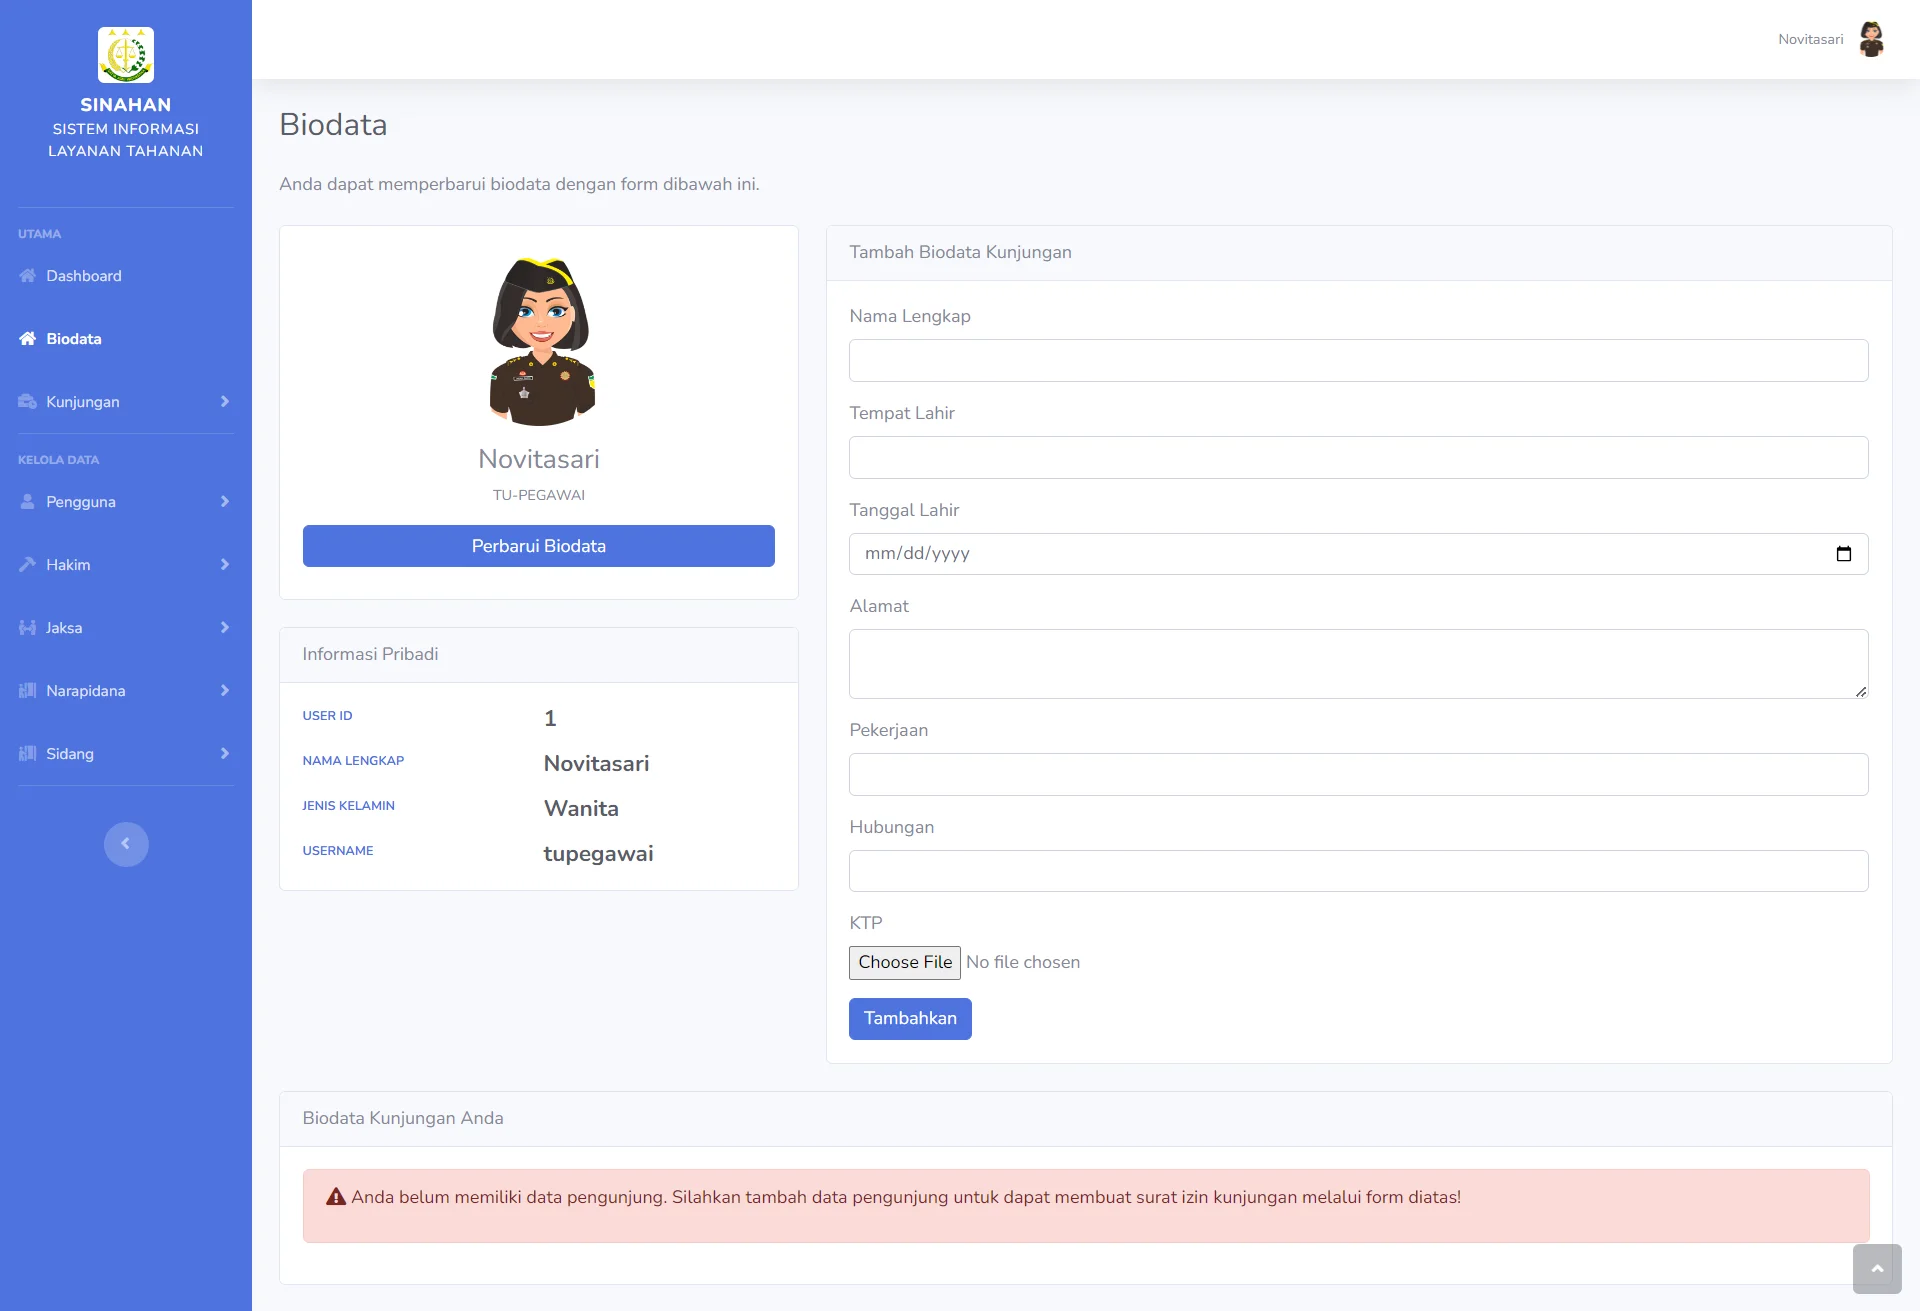 SINAHAN
SISTEM INFORMASI
LAYANAN TAHANAN
UTAMA
Dashboard
Biodata
Kunjungan
KELOLA DATA
Pengguna
Hakim
Jaksa
Narapidana
Sidang
Novitasari
Biodata
Anda dapat memperbarui biodata dengan form dibawah ini.
Novitasari
TU-PEGAWAI
Perbarui Biodata
Informasi Pribadi
USER ID 1
NAMA LENGKAP Novitasari
JENIS KELAMIN Wanita
USERNAME tupegawai
Tambah Biodata Kunjungan
Nama Lengkap
Tempat Lahir
Tanggal Lahir
mm/dd/yyyy
Alamat
Pekerjaan
Hubungan
KTP
Choose File No file chosen
Tambahkan
Biodata Kunjungan Anda
Anda belum memiliki data pengunjung. Silahkan tambah data pengunjung untuk dapat membuat surat izin kunjungan melalui form diatas!